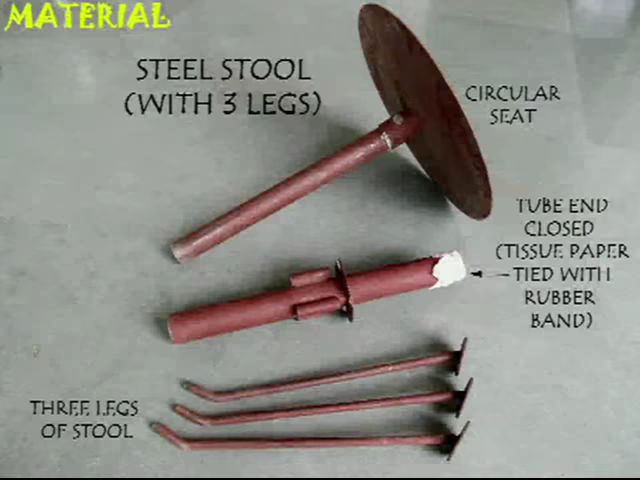 MATERIAL
STEEL STOOL
(WITH 3 LEGS)
CIRCULAR
SEAT
TUBE END
CLOSED
(TISSUE PAPER
TIED WITH
RUBBER
BAND)
THREE LEGS
OF STOOL